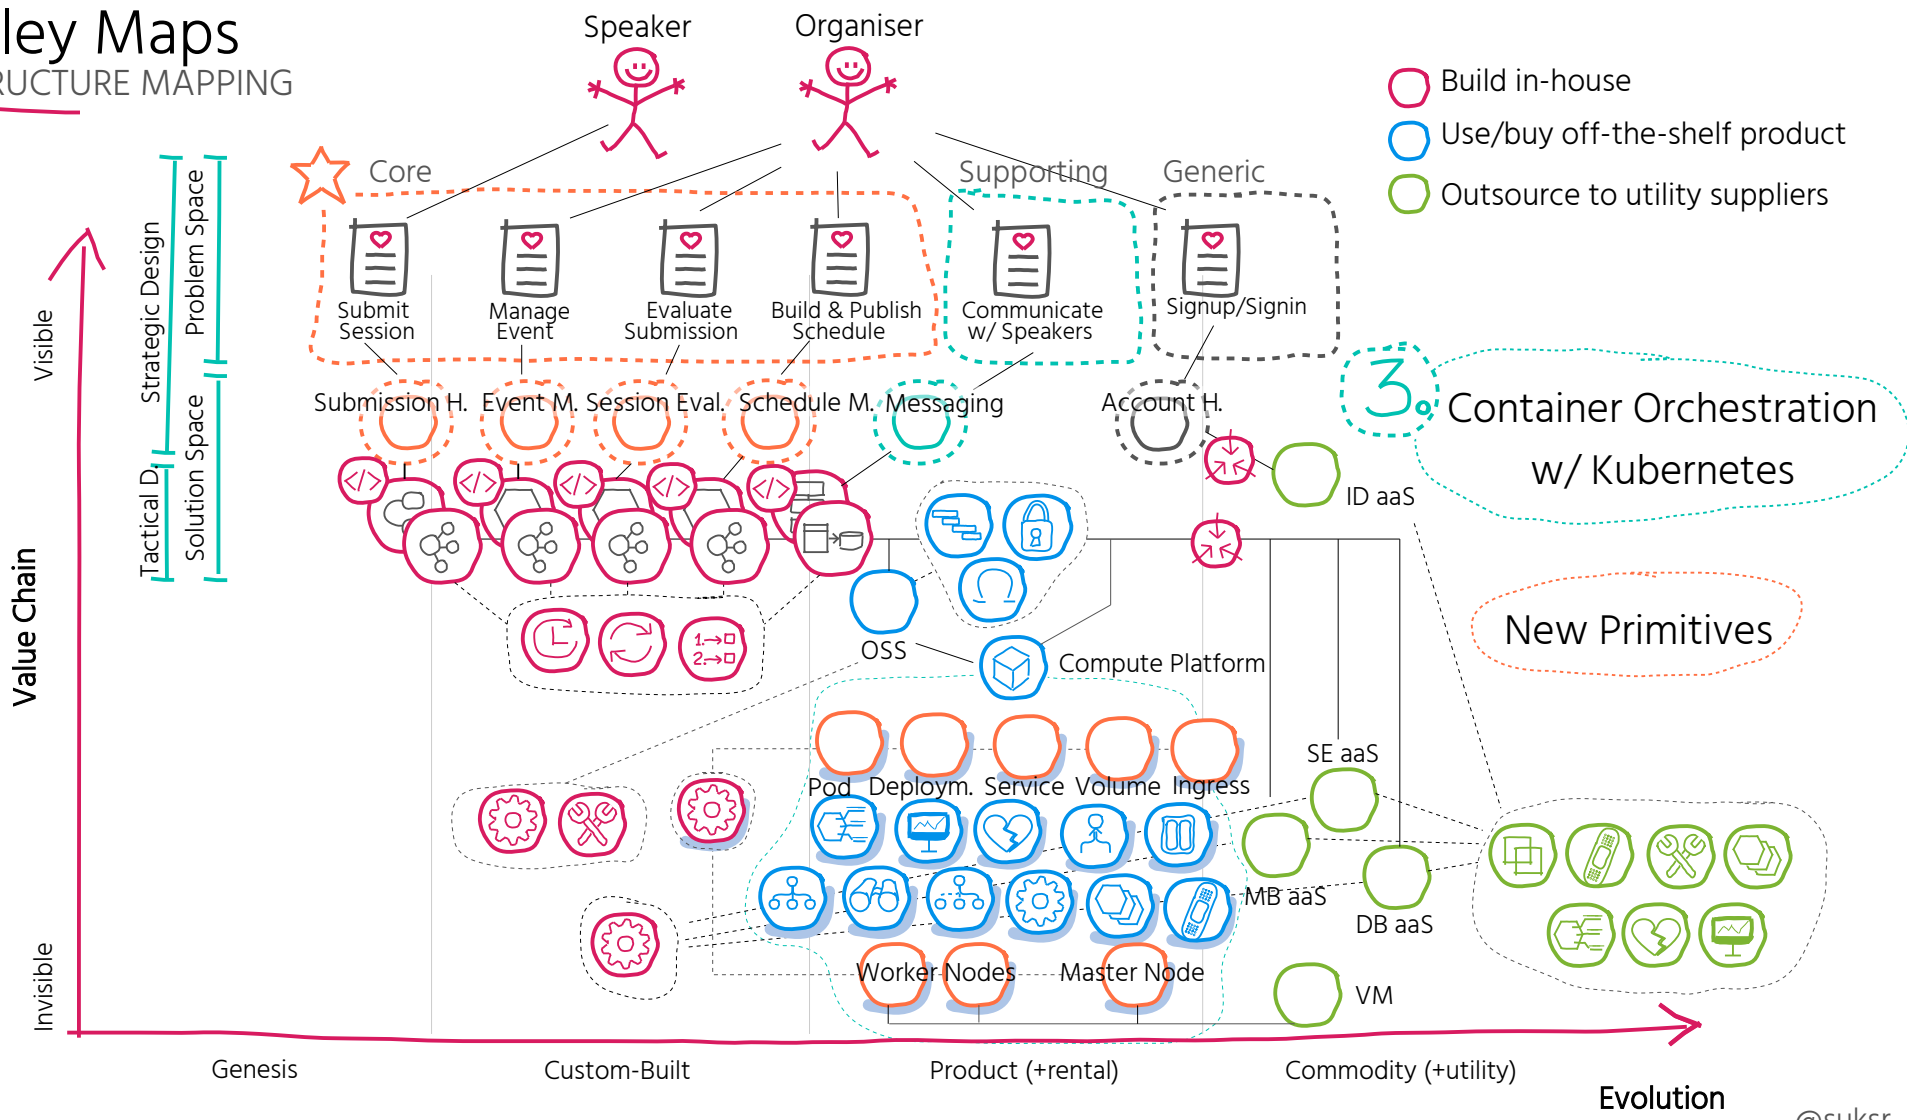 ley Maps
RUCTURE MAPPING
Speaker
Organiser
Build in-house
Use/buy off-the-shelf product
Outsource to utility suppliers
Core
Supporting
Generic
Submit
Session
Manage
Event
Evaluate
Submission
Build & Publish
Schedule
Communicate
w/ Speakers
Signup/Signin
Visible
Strategic Design
Problem Space
Tactical D.
Solution Space
Value Chain
Invisible
Submission H.
Event M.
Session Eval.
Schedule M.
Messaging
Account H.
</>
</>
</>
</>
</>
ID aaS
3.
Container Orchestration
w/ Kubernetes
New Primitives
1.→
2.→
OSS
Compute Platform
Pod
Deploym.
Service
Volume
Ingress
SE aaS
MB aaS
DB aaS
Worker Nodes
Master Node
VM
Genesis
Custom-Built
Product (+rental)
Commodity (+utility)
Evolution
@suksr